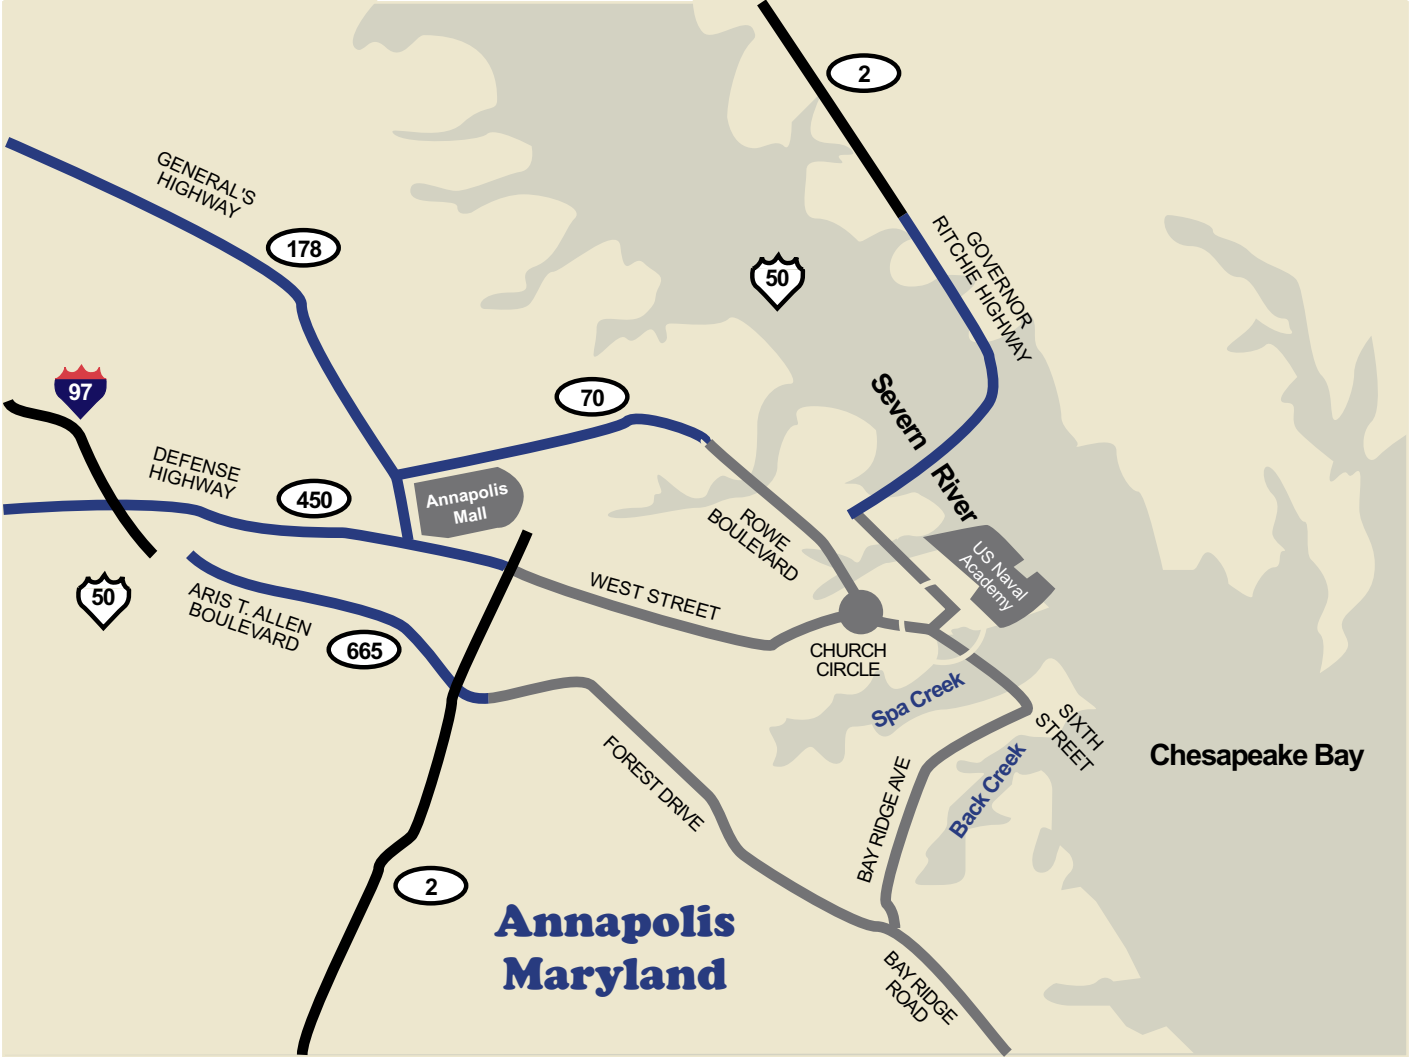 2
GENERAL'S
HIGHWAY
178
50
GOVERNOR
RITCHIE HIGHWAY
97
70
Severn
River
DEFENSE
HIGHWAY
450
Annapolis
Mall
ROWE
BOULEVARD
US Naval
Academy
50
ARIS T. ALLEN
BOULEVARD
665
WEST STREET
CHURCH
CIRCLE
Spa Creek
SIXTH
STREET
Chesapeake Bay
FOREST DRIVE
BAY RIDGE AVE
Back Creek
2
Annapolis
Maryland
BAY RIDGE
ROAD